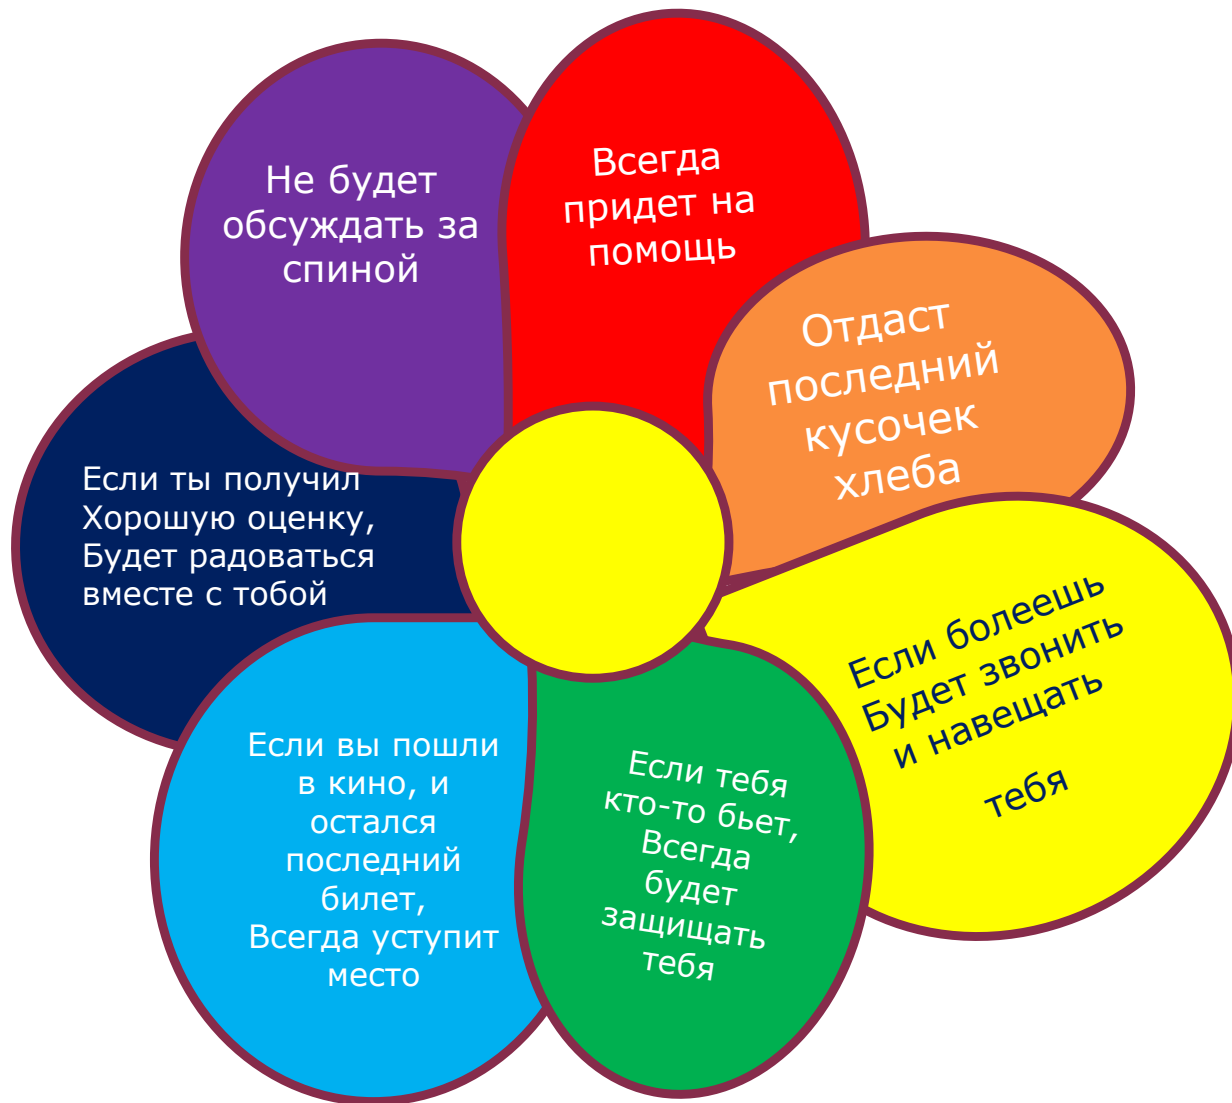 Не будет
обсуждать за
спиной
Всегда
придет на
помощь
Отдаст
последний
кусочек
хлеба
Если болеешь
Будет звонить
и навещать
тебя
Если тебя
кто-то бьет,
Всегда
будет
защищать
тебя
Если вы пошли
в кино, и
остался
последний
билет,
Всегда уступит
место
Если ты получил
Хорошую оценку,
Будет радоваться
вместе с тобой